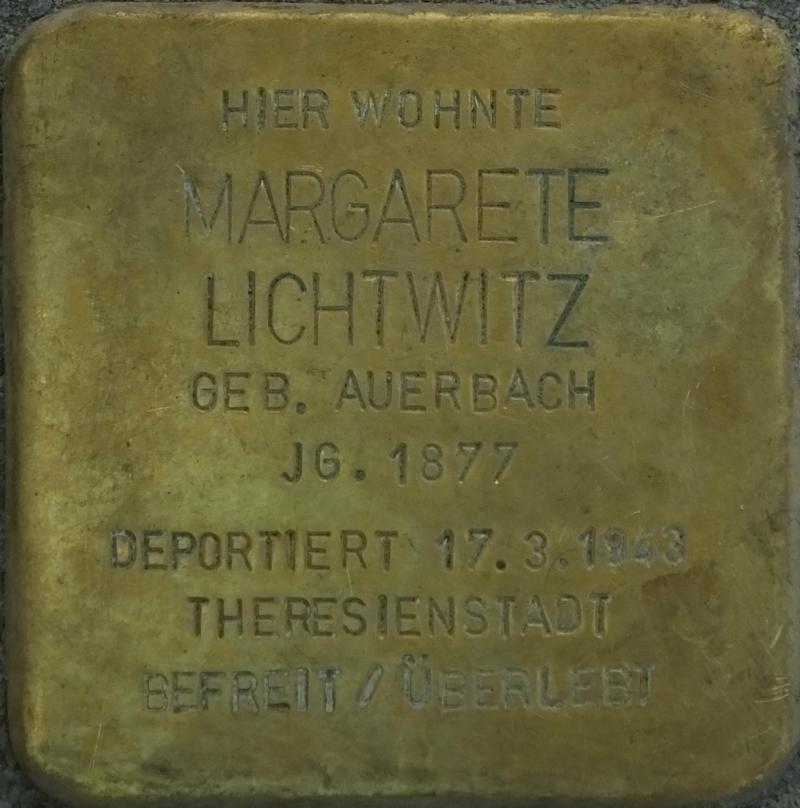 HIER WOHNTE
MARGARETE
LICHTWITZ
GEB. AUERBACH
JG. 1877
DEPORTIERT 17.3.1943
THERESIENSTADT
BEFREIT / ÜBERLEBT